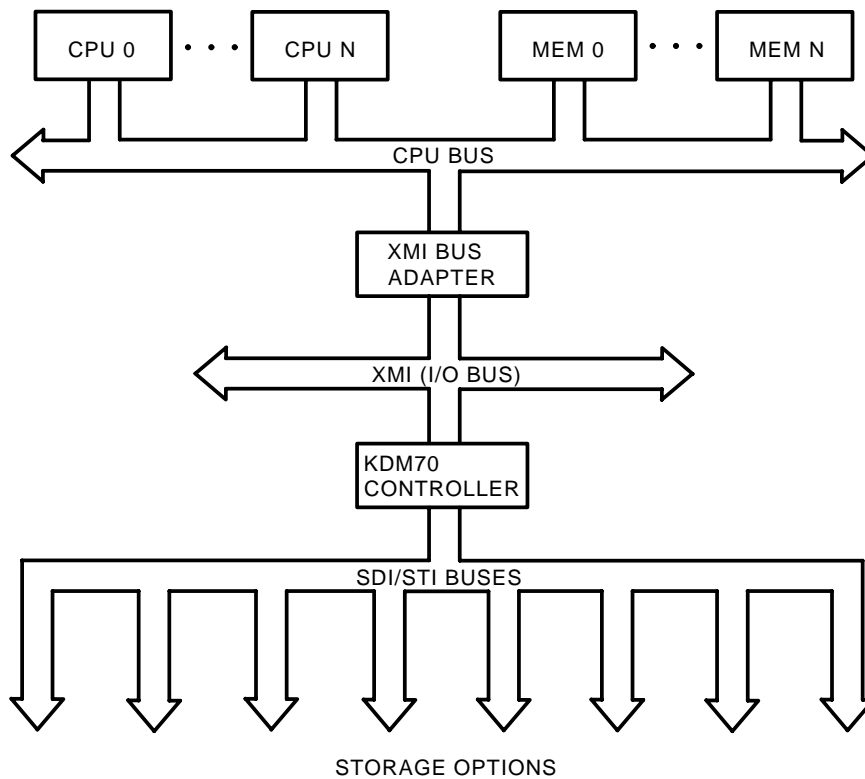 CPU 0 • • • CPU N MEM 0 • • • MEM N
CPU BUS
XMI BUS
ADAPTER
XMI (I/O BUS)
KDM70
CONTROLLER
SDI/STI BUSES
STORAGE OPTIONS